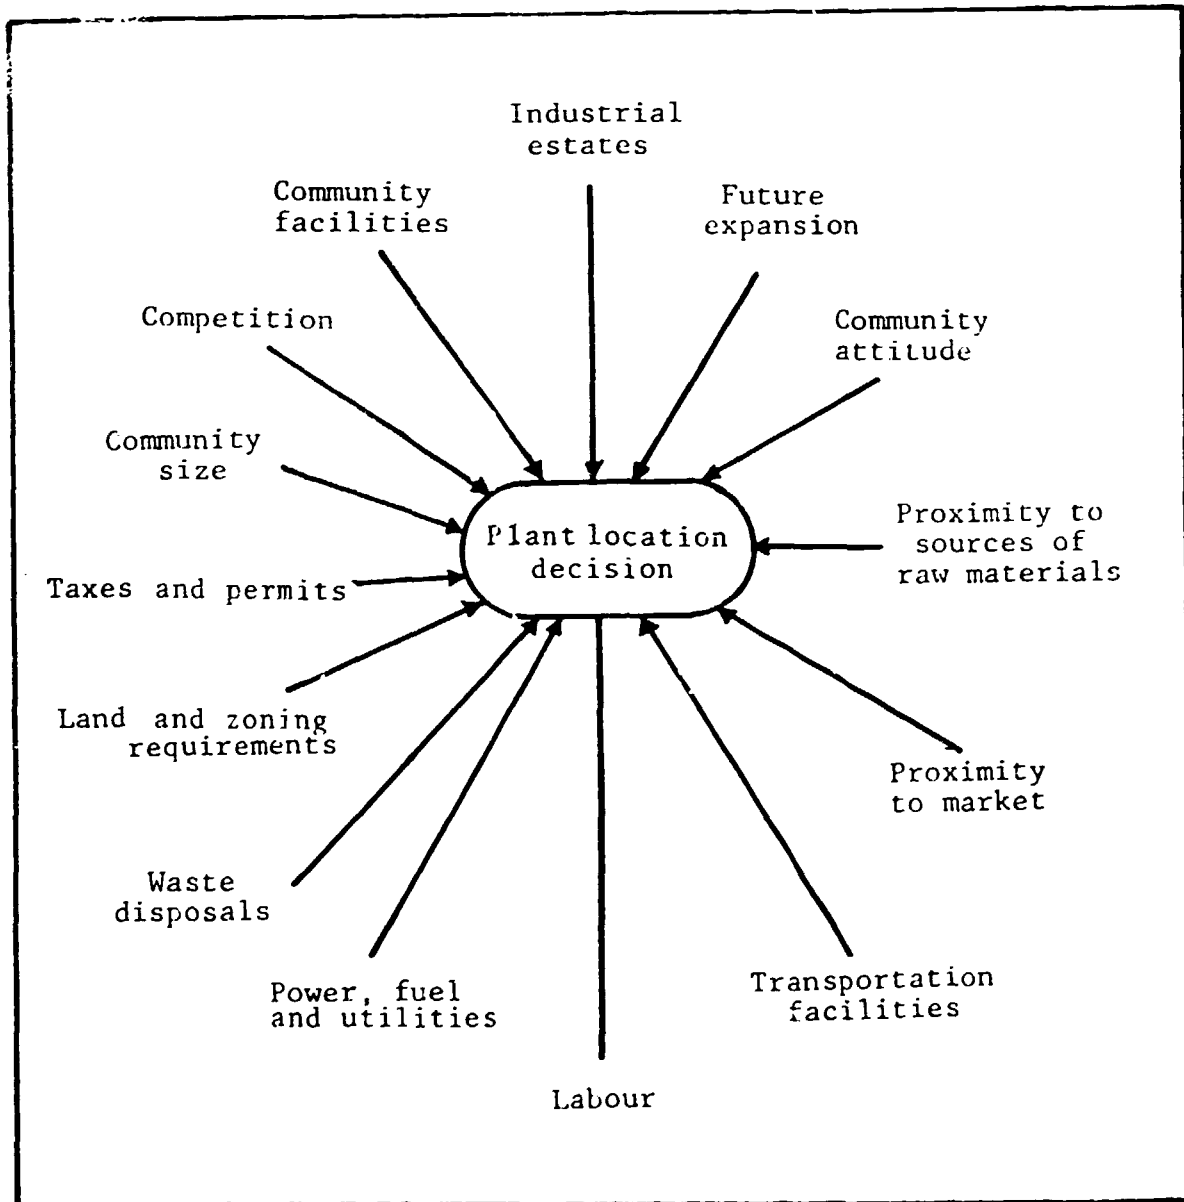 Industrial
estates
Community
facilities
Future
expansion
Competition
Community
attitude
Community
size
Plant location
decision
Proximity to
sources of
raw materials
Taxes and permits
Land and zoning
requirements
Proximity
to market
Waste
disposals
Power, fuel
and utilities
Transportation
facilities
Labour